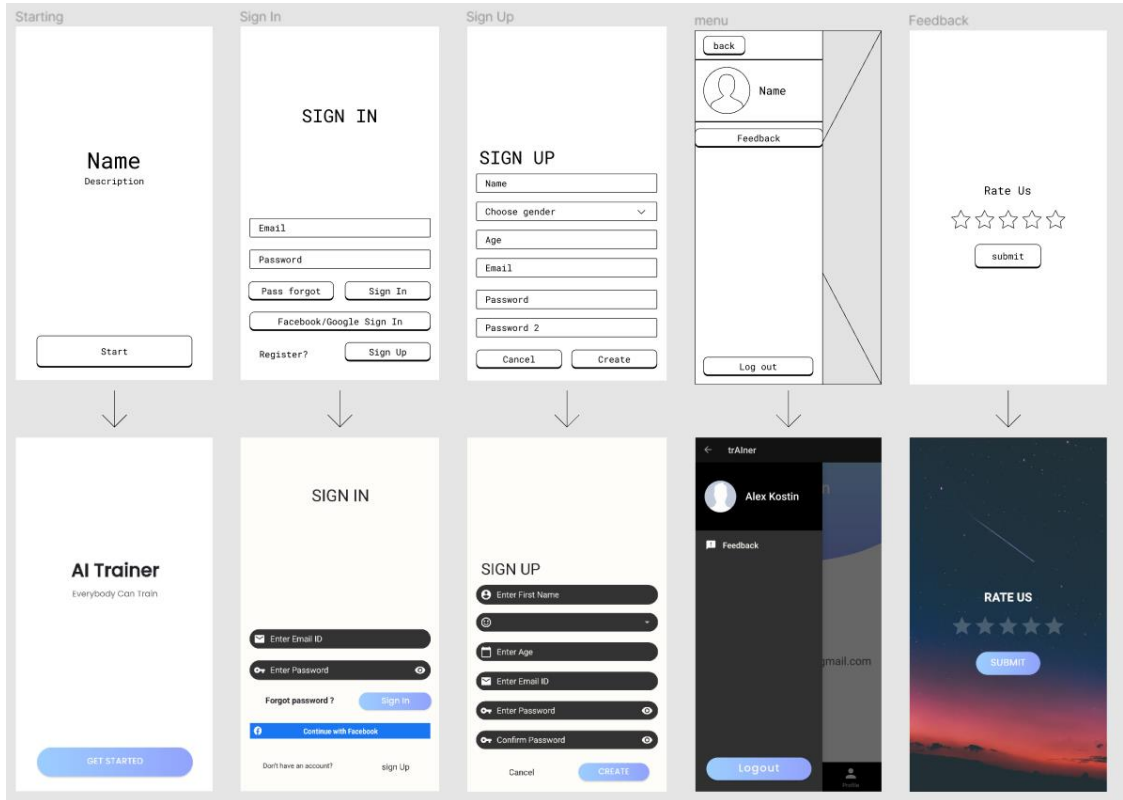 Starting
Name
Description
Start
Sign In
SIGN IN
Email
Password
Pass forgot
Sign In
Facebook/Google Sign In
Register?
Sign Up
Sign Up
SIGN UP
Name
Choose gender
Age
Email
Password
Password 2
Cancel
Create
menu
back
Name
Feedback
Log out
Feedback
Rate Us
submit
AI Trainer
Everybody Can Train
GET STARTED
SIGN IN
Enter Email ID
Enter Password
Forgot password ?
Sign in
Continue with Facebook
Don't have an account?
sign Up
SIGN UP
Enter First Name
Enter Age
Enter Email ID
Enter Password
Confirm Password
Cancel
CREATE
trAIner
Alex Kostin
n
Feedback
gmail.com
Logout
Profile
RATE US
SUBMIT